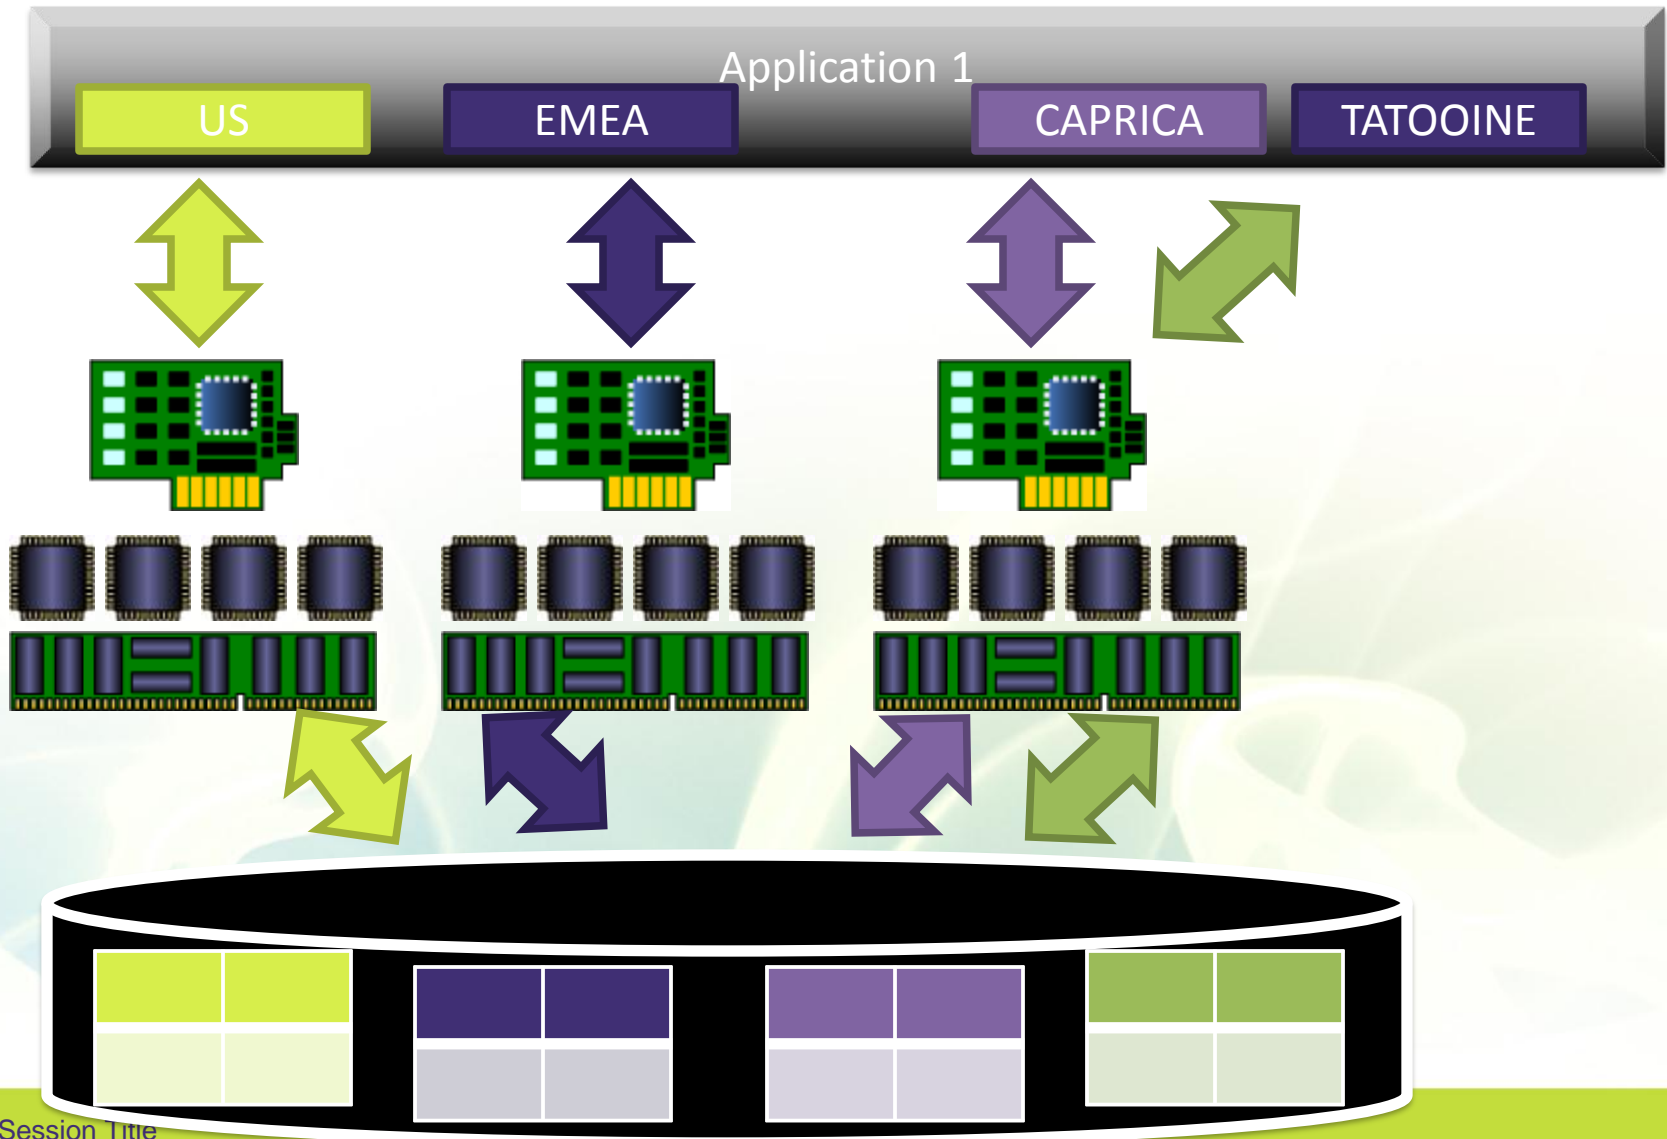 Application 1
US
EMEA
CAPRICA
TATOOINE
Session Title